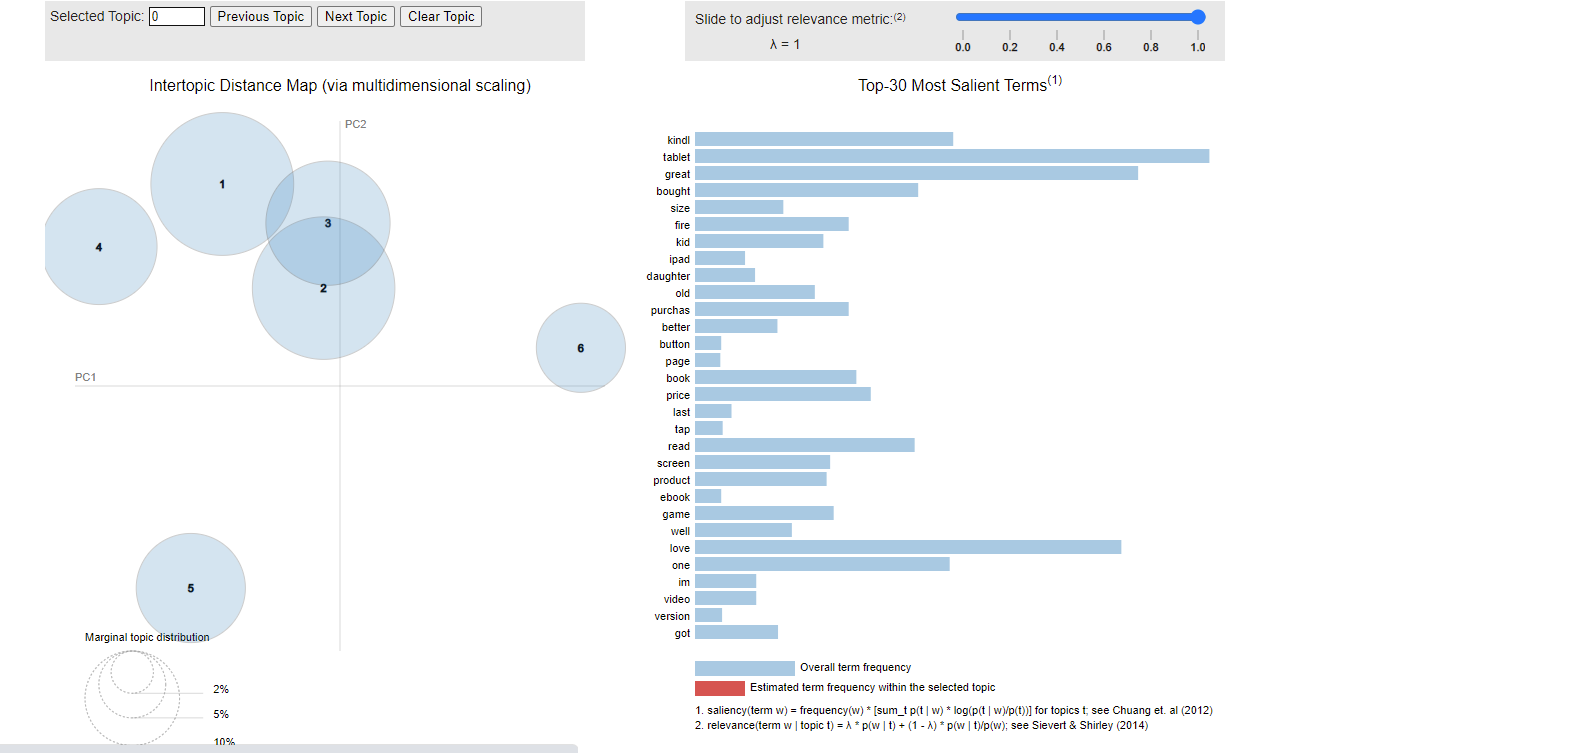 Selected Topic: 0 Previous Topic Next Topic Clear Topic
Slide to adjust relevance metric:(2)
λ = 1
0.0 0.2 0.4 0.6 0.8 1.0
Intertopic Distance Map (via multidimensional scaling)
PC2
1
3
4
2
6
PC1
5
Marginal topic distribution
2%
5%
10%
Top-30 Most Salient Terms(1)
kindl
tablet
great
bought
size
fire
kid
ipad
daughter
old
purchas
better
button
page
book
price
last
tap
read
screen
product
ebook
game
well
love
one
im
video
version
got
Overall term frequency
Estimated term frequency within the selected topic
1. saliency(term w) = frequency(w) * [sum_t p(t | w) * log(p(t | w)/p(t))] for topics t; see Chuang et. al (2012)
2. relevance(term w | topic t) = λ * p(w | t) + (1 - λ) * p(w | t)/p(w); see Sievert & Shirley (2014)